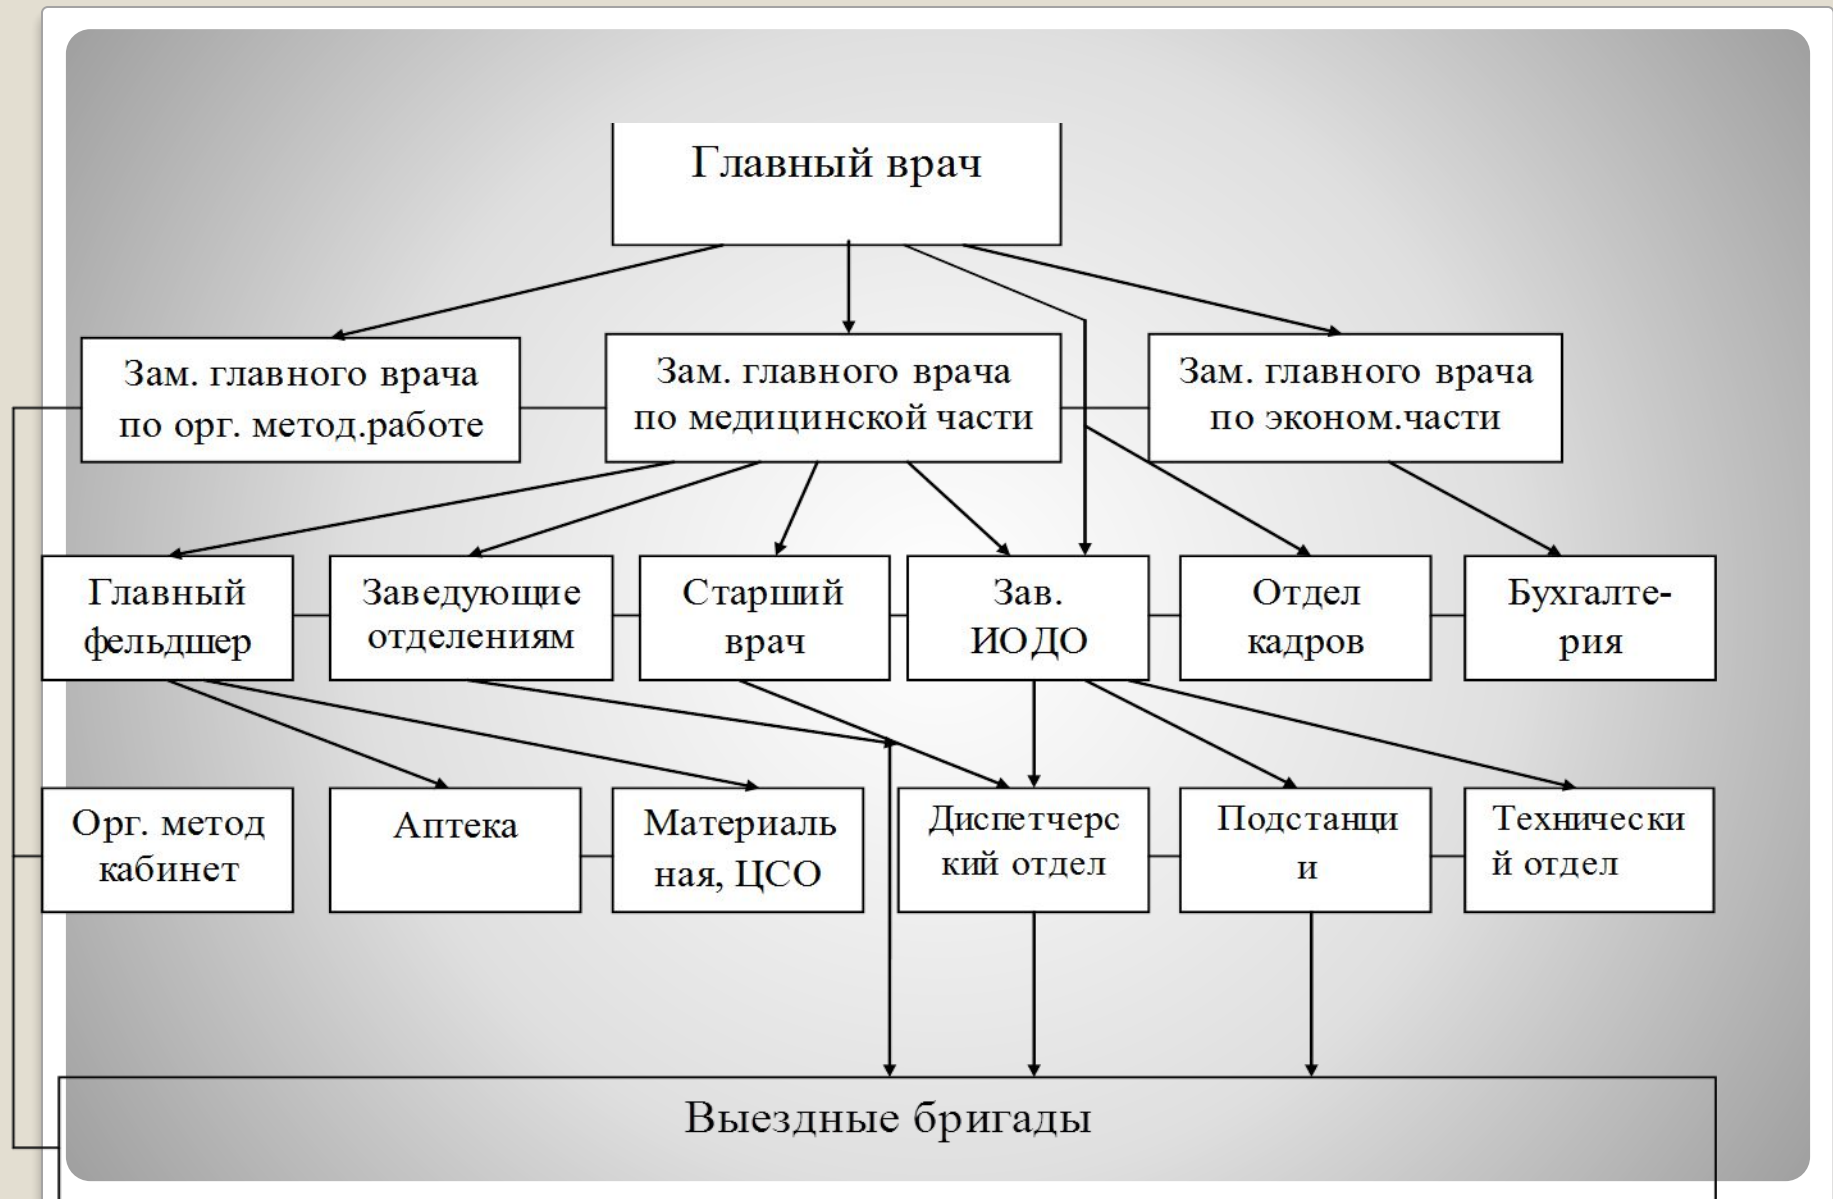 Главный врач
Зам. главного врача
по орг. метод.работе
Зам. главного врача
по медицинской части
Зам. главного врача
по эконом.части
Главный
фельдшер
Заведующие
отделениям
Старший
врач
Зав.
ИОДО
Отдел
кадров
Бухгалте-
рия
Орг. метод
кабинет
Аптека
Материаль
ная, ЦСО
Диспетчерс
кий отдел
Подстанци
и
Технически
й отдел
Выездные бригады